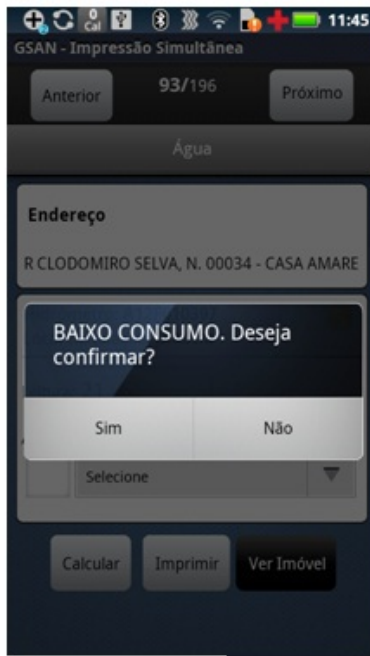 11:45
GSAN - Impressão Simultânea
Anterior
93/196
Próximo
Água
Endereço
R CLODOMIRO SELVA, N. 00034 - CASA AMARE
BAIXO CONSUMO. Deseja
confirmar?
Sim
Não
Selecione
Calcular
Imprimir
Ver Imóvel